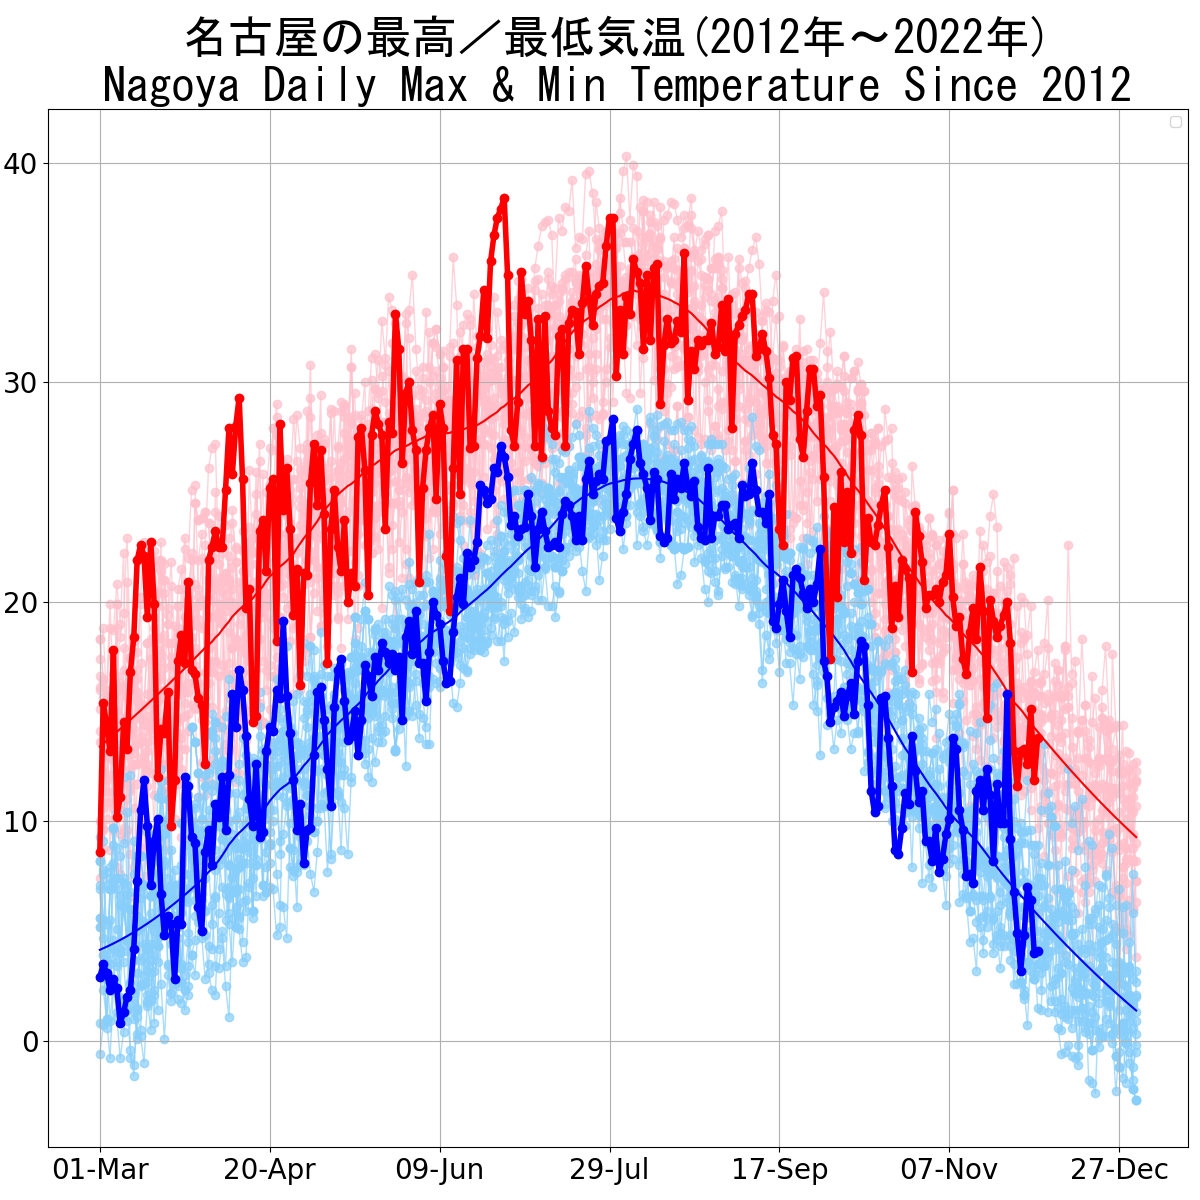 名古屋の最高／最低気温(2012年～2022年)
Nagoya Daily Max & Min Temperature Since 2012
40
30
20
10
0
01-Mar 20-Apr 09-Jun 29-Jul 17-Sep 07-Nov 27-Dec